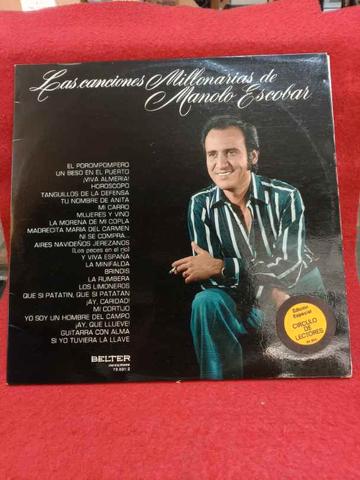 Las canciones Millonarias de
Manolo Escobar
EL POROMPOMPERO
UN BESO EN EL PUERTO
¡VIVA ALMERIA!
HOROSCOPO
TANGUILLOS DE LA DEFENSA
TU NOMBRE DE ANITA
MI CARRO
MUJERES Y VINO
LA MORENA DE MI COPLA
MADRECITA MARIA DEL CARMEN
NI SE COMPRA...
AIRES NAVIDEÑOS JEREZANOS
(Los peces en el rio)
Y VIVA ESPAÑA
LA MINIFALDA
BRINDIS
LA RUMBERA
LOS LIMONEROS
QUE SI PATATIN, QUE SI PATATAN
¡AY, CARIDAD!
MI CORTIJO
YO SOY UN HOMBRE DEL CAMPO
¡AY, QUE LLUEVE!
GUITARRA CON ALMA
SI YO TUVIERA LA LLAVE
BELTER
Edición
Especial
CIRCULO
DE
LECTORES